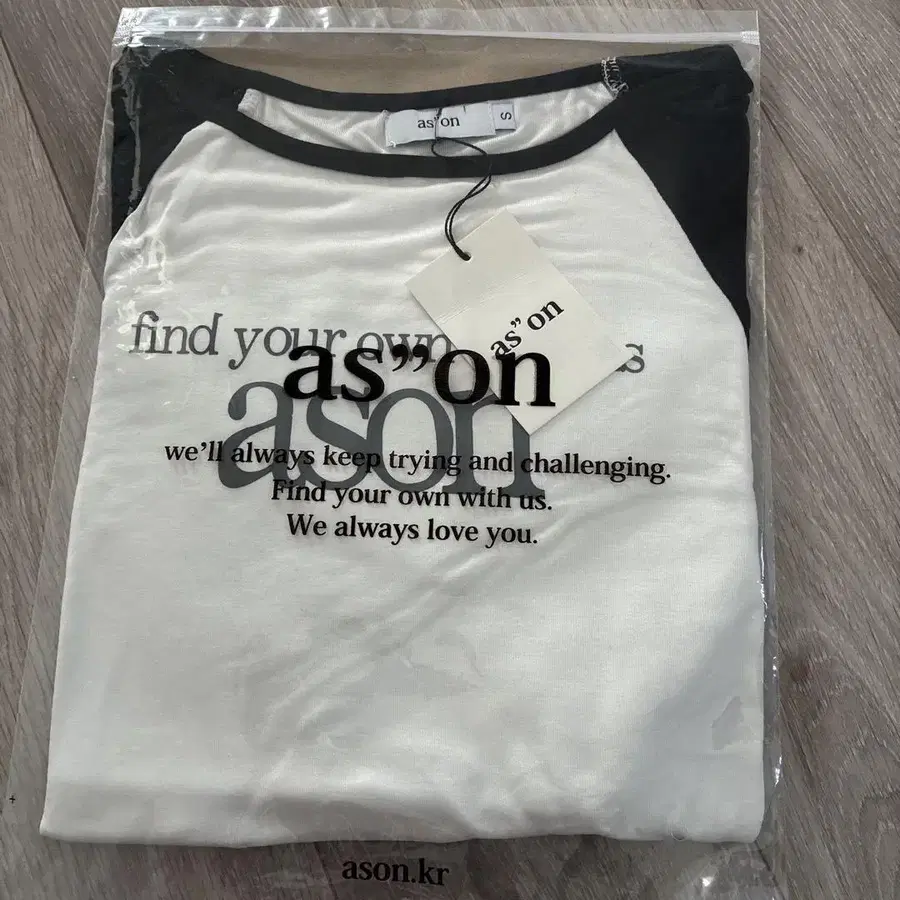 as”on
S
as”on
find your own s
as”on
ason
we’ll always keep trying and challenging.
Find your own with us.
We always love you.
ason.kr